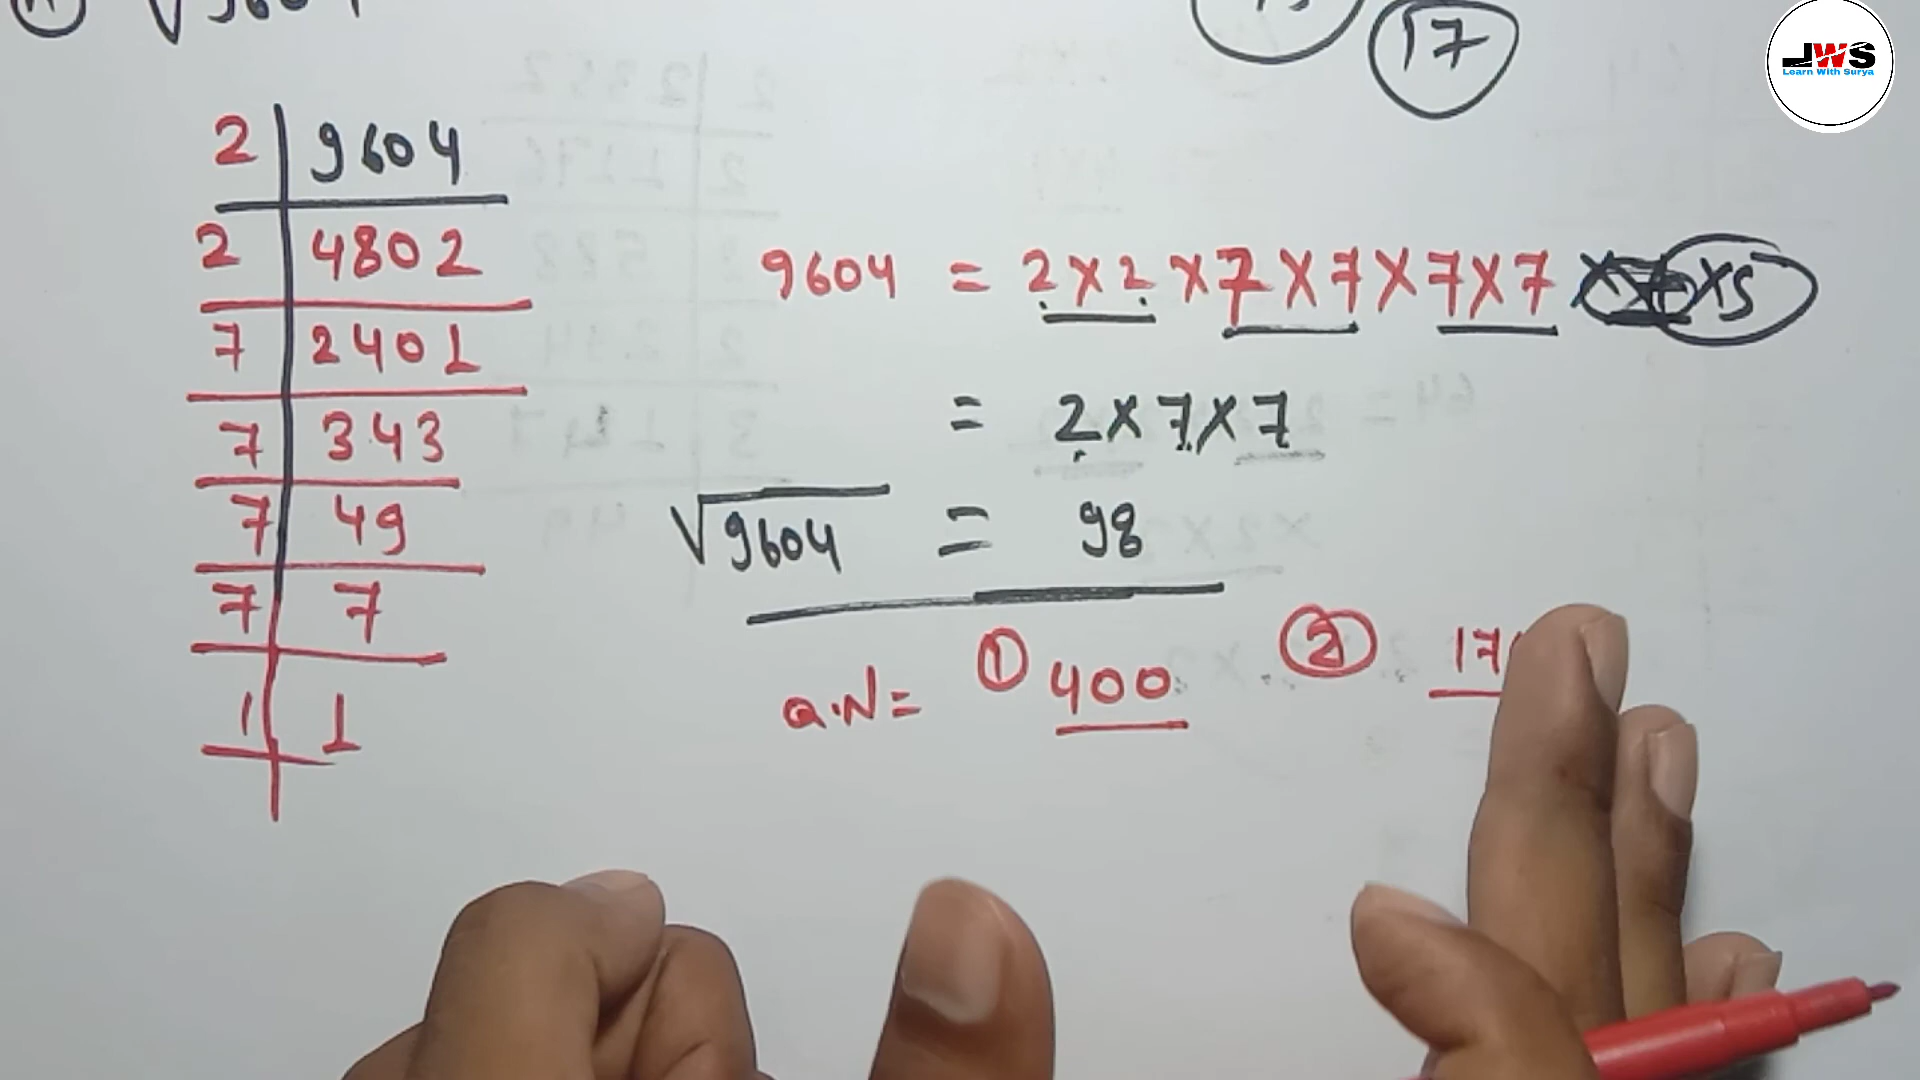 √9604
17
JWS
Learn With Surya
2 | 9604
2 | 4802
7 | 2401
7 | 343
7 | 49
7 | 7
1 | 1
9604 = 2×2×7×7×7×7 ×5
= 2×7×7
√9604 = 98
Q.N = ① 400 ② 17